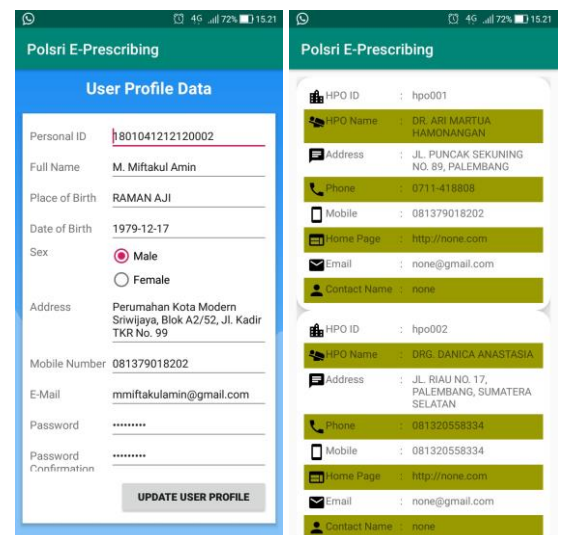 4G 72% 15.21
Polsri E-Prescribing
User Profile Data
Personal ID 1801041212120002
Full Name M. Miftakul Amin
Place of Birth RAMAN AJI
Date of Birth 1979-12-17
Sex Male
Female
Address Perumahan Kota Modern
Sriwijaya, Blok A2/52, Jl. Kadir
TKR No. 99
Mobile Number 081379018202
E-Mail mmiftakulamin@gmail.com
Password •••••••••
Password •••••••••
Confirmation
UPDATE USER PROFILE
4G 72% 15.21
Polsri E-Prescribing
HPO ID : hpo001
HPO Name : DR. ARI MARTUA
HAMONANGAN
Address : JL. PUNCAK SEKUNING
NO. 89, PALEMBANG
Phone : 0711-418808
Mobile : 081379018202
Home Page : http://none.com
Email : none@gmail.com
Contact Name : none
HPO ID : hpo002
HPO Name : DRG. DANICA ANASTASIA
Address : JL. RIAU NO. 17,
PALEMBANG, SUMATERA
SELATAN
Phone : 081320558334
Mobile : 081320558334
Home Page : http://none.com
Email : none@gmail.com
Contact Name : none